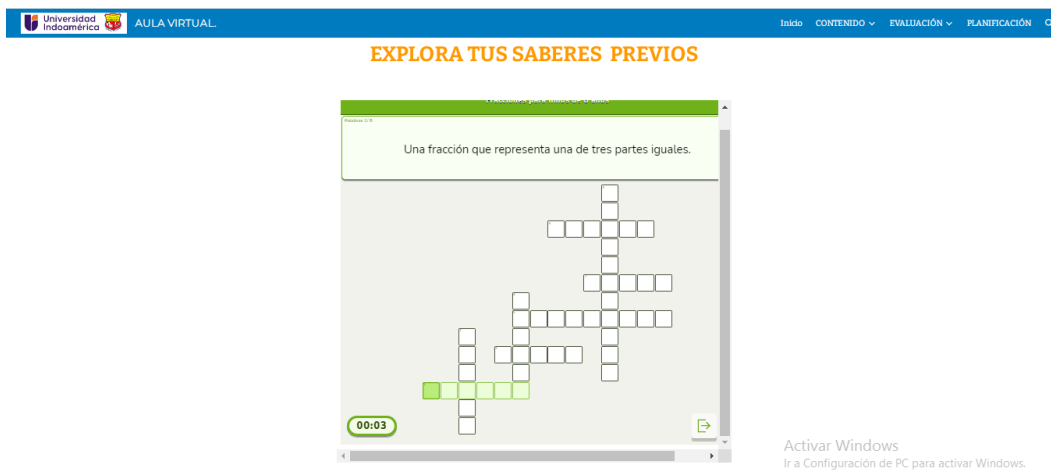 Universidad
Indoamérica
AULA VIRTUAL.
Inicio CONTENIDO EVALUACIÓN PLANIFICACIÓN
EXPLORA TUS SABERES PREVIOS
Una fracción que representa una de tres partes iguales.
00:03
Activar Windows
Ir a Configuración de PC para activar Windows.